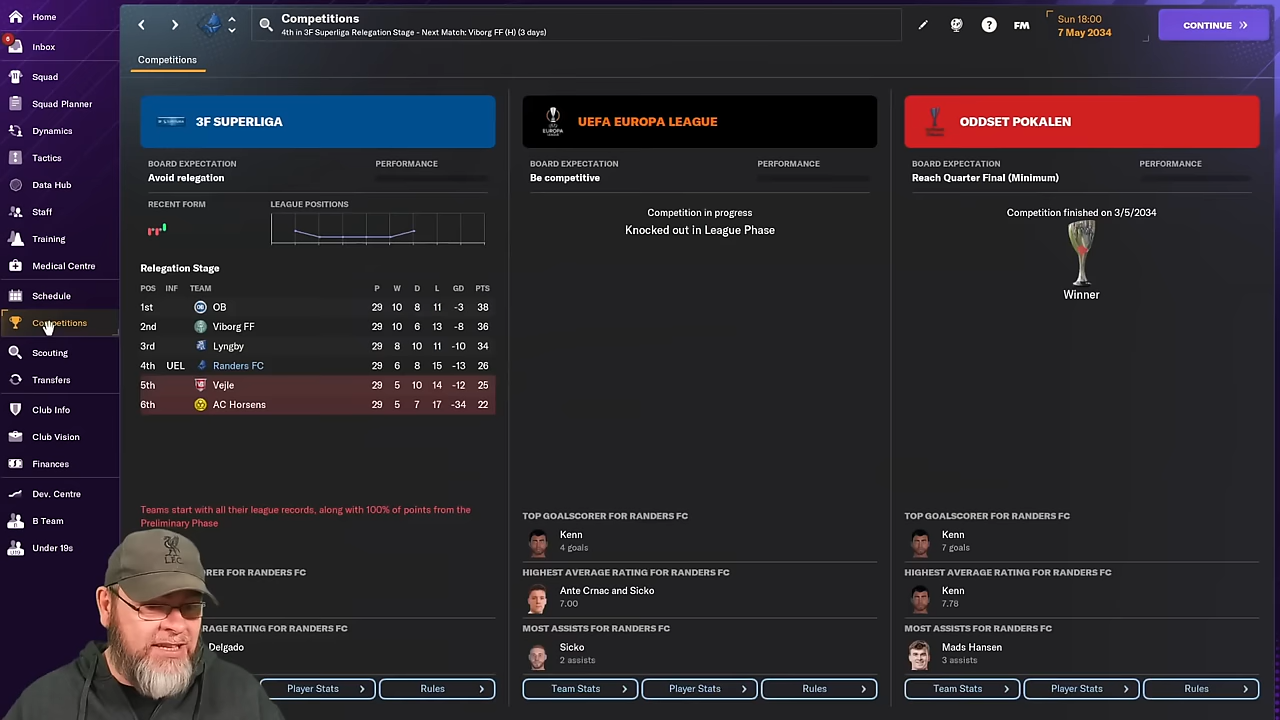 Home
Competitions
4th in 3F Superliga Relegation Stage - Next Match: Viborg FF (H) (3 days)
FM
Sun 18:00
7 May 2034
CONTINUE
6
Inbox
Squad
Squad Planner
Dynamics
Tactics
Data Hub
Staff
Training
Medical Centre
Schedule
Competitions
Scouting
Transfers
Club Info
Club Vision
Finances
Dev. Centre
B Team
Under 19s
Competitions
3F SUPERLIGA
BOARD EXPECTATION PERFORMANCE
Avoid relegation
RECENT FORM LEAGUE POSITIONS
Relegation Stage
POS INF TEAM P W D L GD PTS
1st OB 29 10 8 11 -3 38
2nd Viborg FF 29 10 6 13 -8 36
3rd Lyngby 29 8 10 11 -10 34
4th UEL Randers FC 29 6 8 15 -13 26
5th Vejle 29 5 10 14 -12 25
6th AC Horsens 29 5 7 17 -34 22
Teams start with all their league records, along with 100% of points from the
Preliminary Phase
RER FOR RANDERS FC
RAGE RATING FOR RANDERS FC
Delgado
Player Stats Rules
EUROPA
LEAGUE
UEFA EUROPA LEAGUE
BOARD EXPECTATION PERFORMANCE
Be competitive
Competition in progress
Knocked out in League Phase
TOP GOALSCORER FOR RANDERS FC
Kenn
4 goals
HIGHEST AVERAGE RATING FOR RANDERS FC
Ante Crnac and Sicko
7.00
MOST ASSISTS FOR RANDERS FC
Sicko
2 assists
Team Stats Player Stats Rules
ODDSET POKALEN
BOARD EXPECTATION PERFORMANCE
Reach Quarter Final (Minimum)
Competition finished on 3/5/2034
Winner
TOP GOALSCORER FOR RANDERS FC
Kenn
7 goals
HIGHEST AVERAGE RATING FOR RANDERS FC
Kenn
7.78
MOST ASSISTS FOR RANDERS FC
Mads Hansen
3 assists
Team Stats Player Stats Rules
L.F.C.